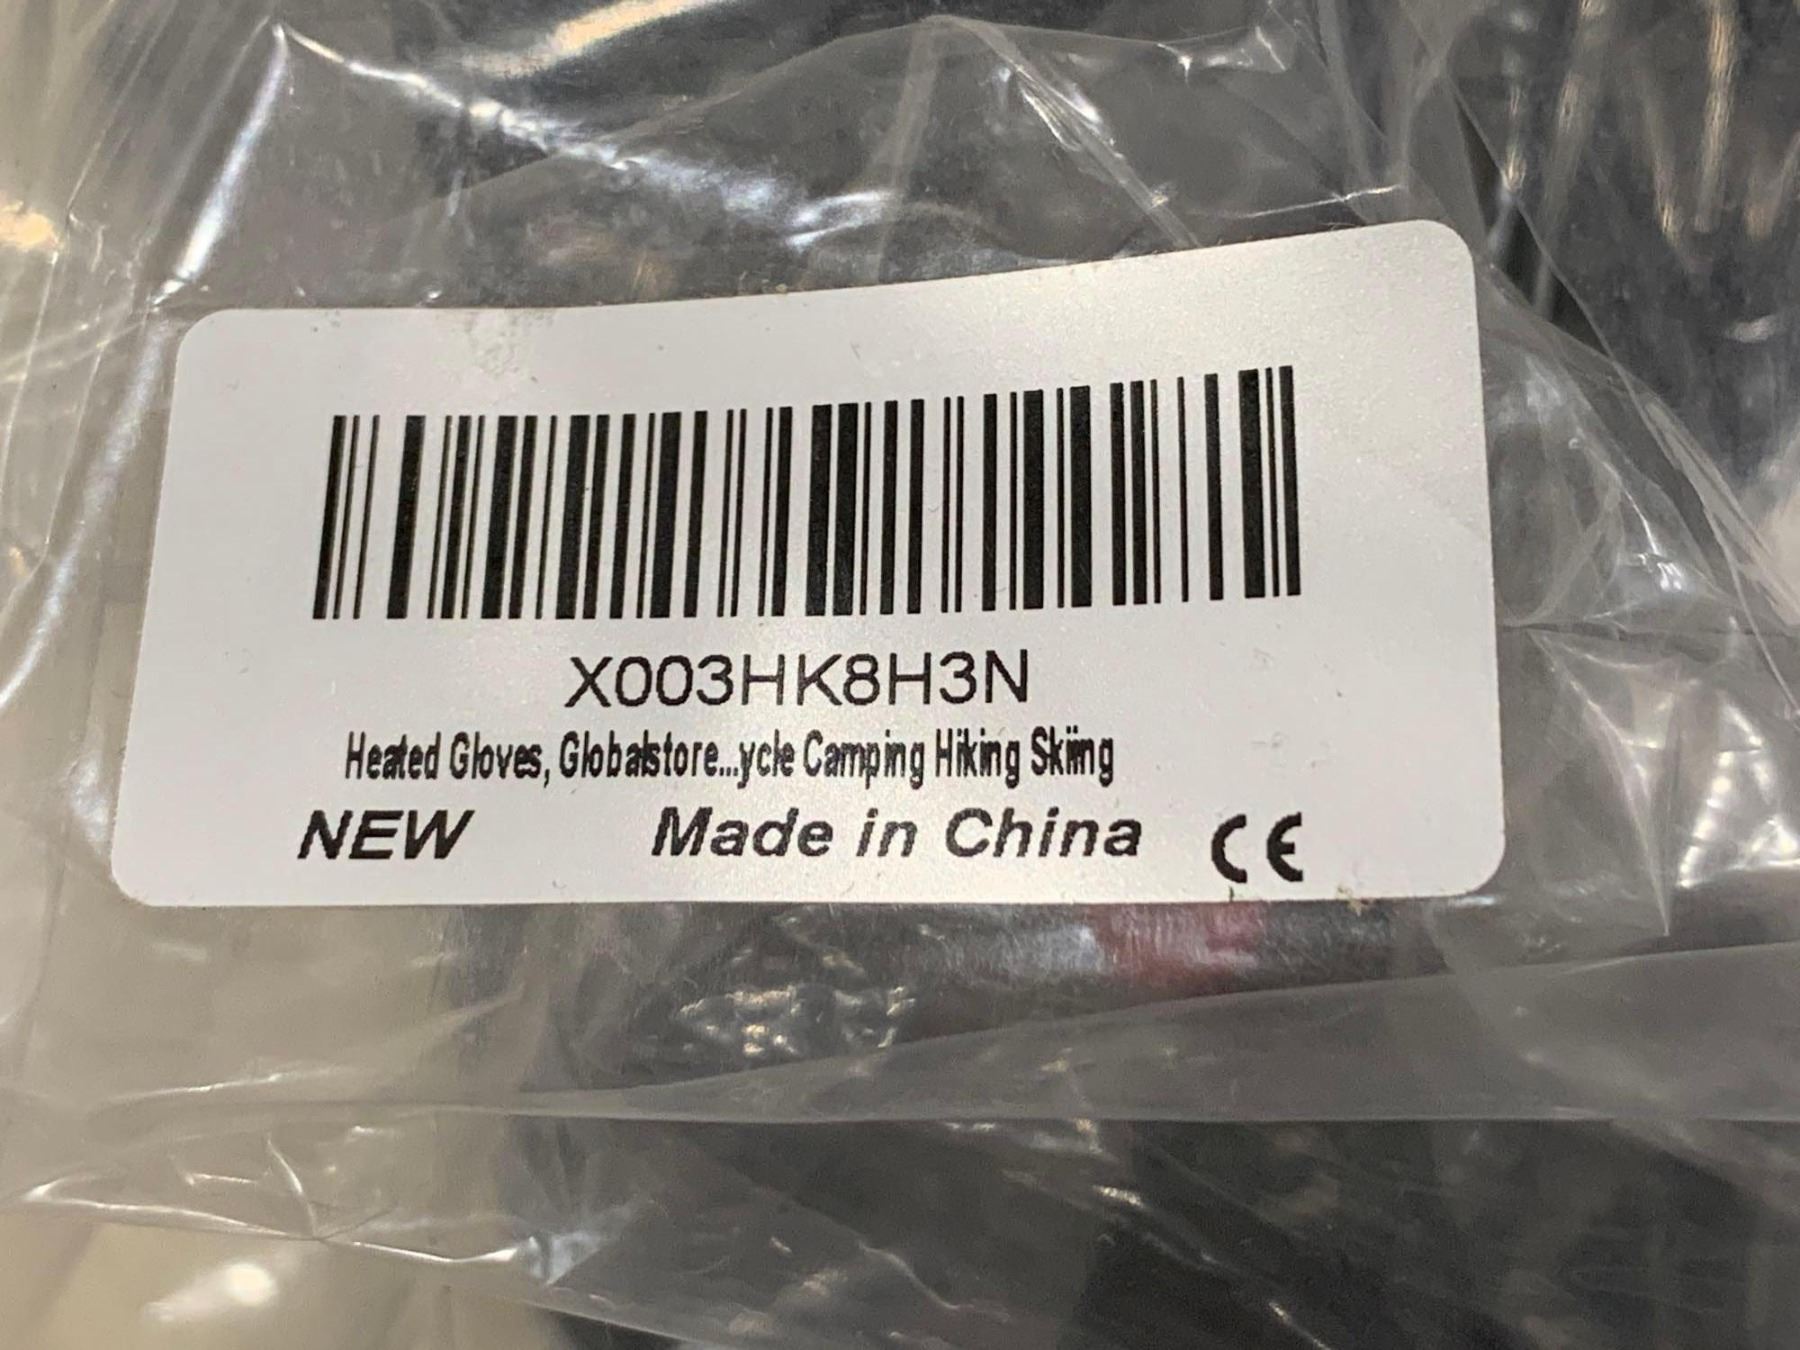 X003HK8H3N
Heated Gloves, Globalstore...ycle Camping Hiking Skiing
NEW Made in China CE